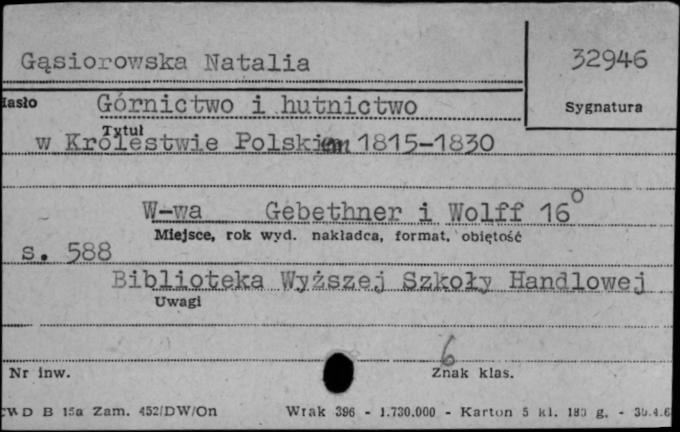 Gąsiorowska Natalia
32946
Hasło
Górnictwo i hutnictwo
Sygnatura
Tytuł
w Królestwie Polskiem 1815-1830
W-wa Gebethner i Wolff 16°
Miejsce, rok wyd. nakładca, format, objętość
s. 588
Biblioteka Wyższej Szkoły Handlowej
Uwagi
6
Nr inw.
Znak klas.
CWD B 15a Zam. 452/DW/On Wrak 396 - 1.730.000 - Karton 5 kl. 180 g. -